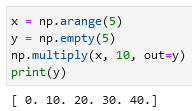 x = np.arange(5)
y = np.empty(5)
np.multiply(x, 10, out=y)
print(y)
[ 0. 10. 20. 30. 40.]